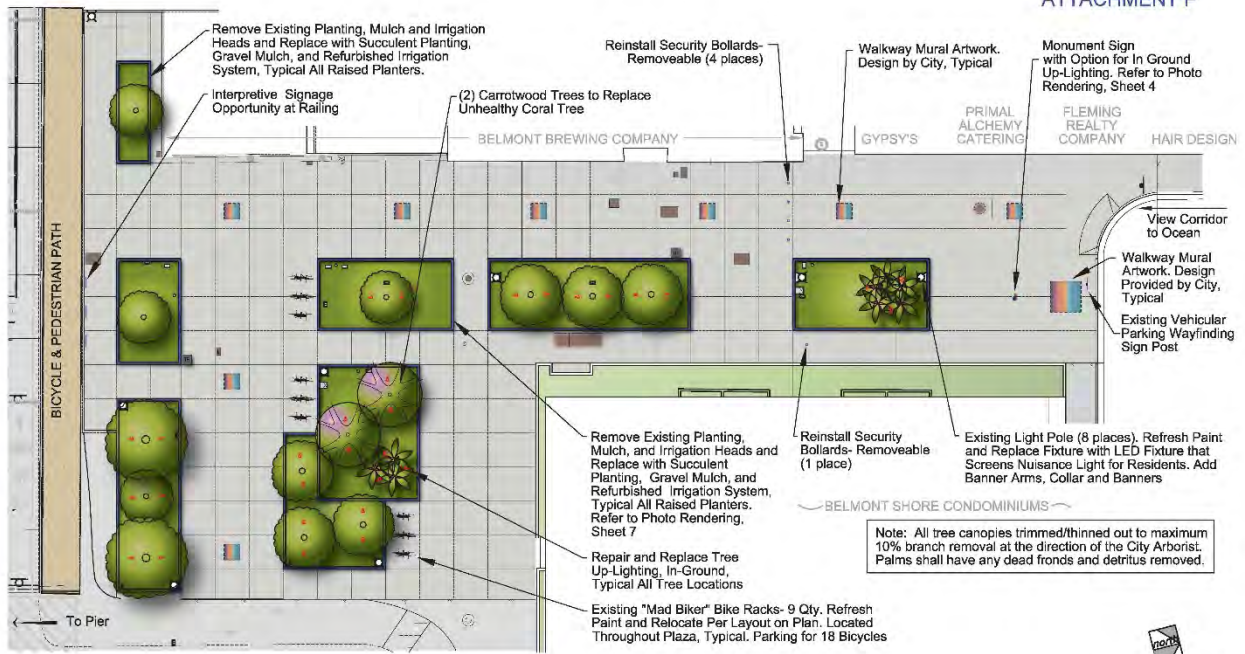 ATTACHMENT F
Remove Existing Planting, Mulch and Irrigation
Heads and Replace with Succulent Planting,
Gravel Mulch, and Refurbished Irrigation
System, Typical All Raised Planters.
Interpretive Signage
Opportunity at Railing
(2) Carrotwood Trees to Replace
Unhealthy Coral Tree
Reinstall Security Bollards-
Removeable (4 places)
Walkway Mural Artwork.
Design by City, Typical
Monument Sign
with Option for In Ground
Up-Lighting. Refer to Photo
Rendering, Sheet 4
BELMONT BREWING COMPANY
GYPSY'S
PRIMAL
ALCHEMY
CATERING
FLEMING
REALTY
COMPANY
HAIR DESIGN
View Corridor
to Ocean
Walkway Mural
Artwork. Design
Provided by City,
Typical
Existing Vehicular
Parking Wayfinding
Sign Post
BICYCLE & PEDESTRIAN PATH
Remove Existing Planting,
Mulch, and Irrigation Heads and
Replace with Succulent
Planting, Gravel Mulch, and
Refurbished Irrigation System,
Typical All Raised Planters.
Refer to Photo Rendering,
Sheet 7
Repair and Replace Tree
Up-Lighting, In-Ground,
Typical All Tree Locations
Existing "Mad Biker" Bike Racks- 9 Qty. Refresh
Paint and Relocate Per Layout on Plan. Located
Throughout Plaza, Typical. Parking for 18 Bicycles
Reinstall Security
Bollards- Removeable
(1 place)
Existing Light Pole (8 places). Refresh Paint
and Replace Fixture with LED Fixture that
Screens Nuisance Light for Residents. Add
Banner Arms, Collar and Banners
BELMONT SHORE CONDOMINIUMS
Note: All tree canopies trimmed/thinned out to maximum
10% branch removal at the direction of the City Arborist.
Palms shall have any dead fronds and detritus removed.
To Pier
north